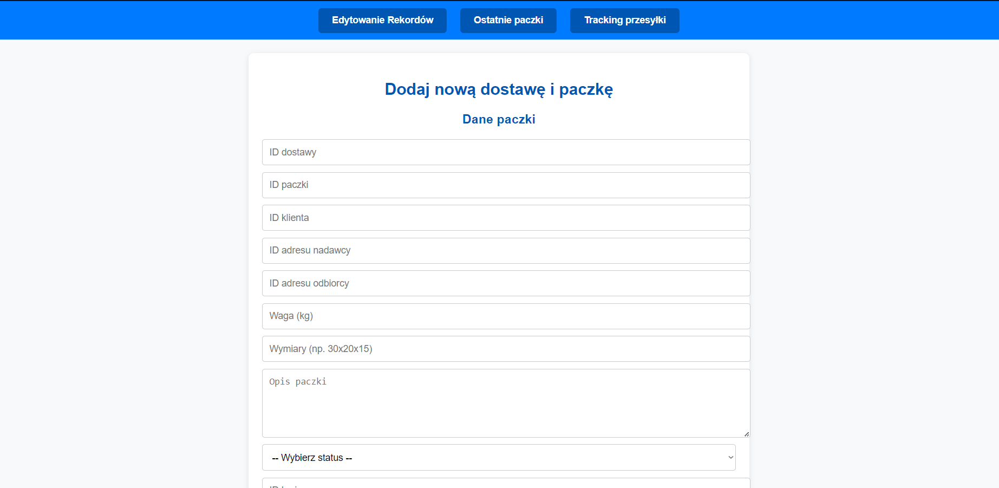 Edytowanie Rekordów
Ostatnie paczki
Tracking przesyłki
Dodaj nową dostawę i paczkę
Dane paczki
ID dostawy
ID paczki
ID klienta
ID adresu nadawcy
ID adresu odbiorcy
Waga (kg)
Wymiary (np. 30x20x15)
Opis paczki
-- Wybierz status --
ID